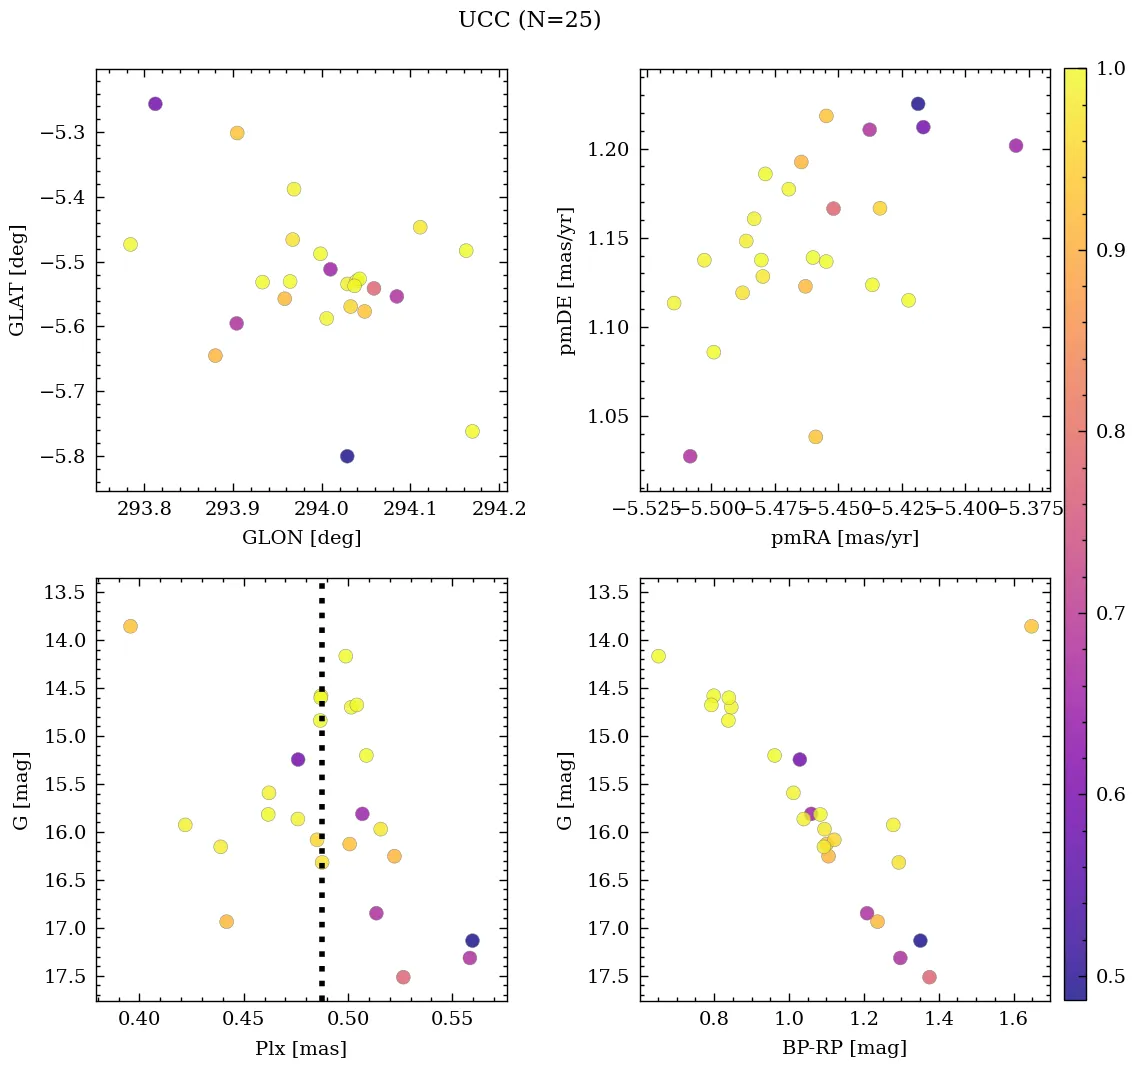 UCC (N=25)
−5.3
−5.4
−5.5
−5.6
−5.7
−5.8
GLAT [deg]
293.8 293.9 294.0 294.1 294.2
GLON [deg]
1.20
1.15
1.10
1.05
pmDE [mas/yr]
−5.525 −5.500 −5.475 −5.450 −5.425 −5.400 −5.375
pmRA [mas/yr]
13.5
14.0
14.5
15.0
15.5
16.0
16.5
17.0
17.5
G [mag]
0.40 0.45 0.50 0.55
Plx [mas]
13.5
14.0
14.5
15.0
15.5
16.0
16.5
17.0
17.5
G [mag]
0.8 1.0 1.2 1.4 1.6
BP-RP [mag]
1.0
0.9
0.8
0.7
0.6
0.5